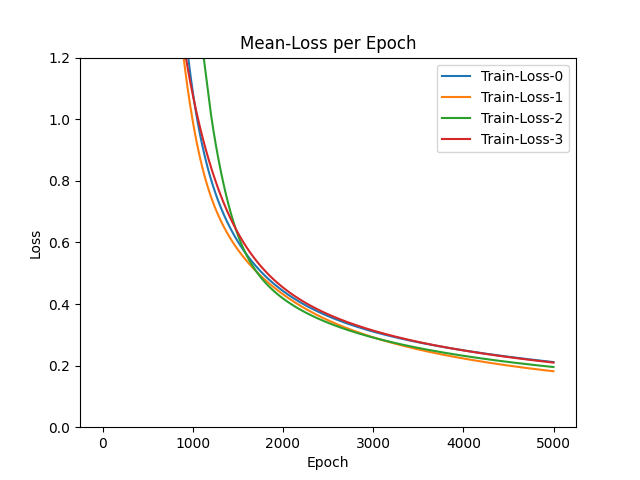 Mean-Loss per Epoch
Train-Loss-0
Train-Loss-1
Train-Loss-2
Train-Loss-3
1.2
1.0
0.8
0.6
0.4
0.2
0.0
Loss
0 1000 2000 3000 4000 5000
Epoch